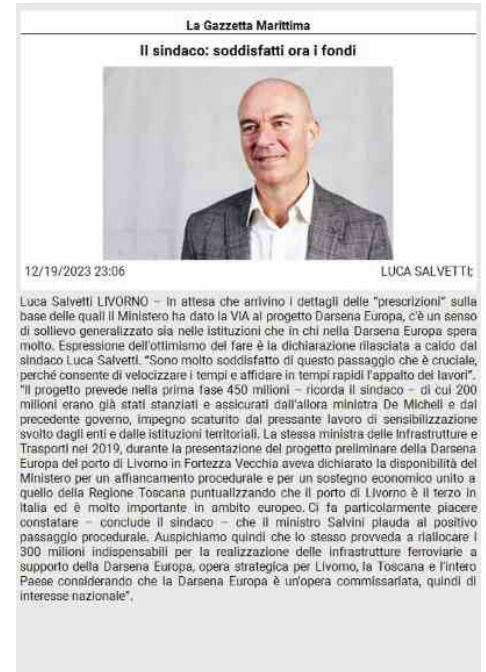 La Gazzetta Marittima
Il sindaco: soddisfatti ora i fondi
12/19/2023 23:06
LUCA SALVETTI;
Luca Salvetti LIVORNO – In attesa che arrivino i dettagli delle "prescrizioni" sulla
base delle quali il Ministero ha dato la VIA al progetto Darsena Europa, c'è un senso
di sollievo generalizzato sia nelle istituzioni che in chi nella Darsena Europa spera
molto. Espressione dell'ottimismo del fare è la dichiarazione rilasciata a caldo dal
sindaco Luca Salvetti. "Sono molto soddisfatto di questo passaggio che è cruciale,
perché consente di velocizzare i tempi e affidare in tempi rapidi l'appalto dei lavori".
"Il progetto prevede nella prima fase 450 milioni – ricorda il sindaco – di cui 200
milioni erano già stati stanziati e assicurati dall'allora ministra De Micheli e dal
precedente governo, impegno scaturito dal pressante lavoro di sensibilizzazione
svolto dagli enti e dalle istituzioni territoriali. La stessa ministra delle Infrastrutture e
Trasporti nel 2019, durante la presentazione del progetto preliminare della Darsena
Europa del porto di Livorno in Fortezza Vecchia aveva dichiarato la disponibilità del
Ministero per un affiancamento procedurale e per un sostegno economico unito a
quello della Regione Toscana puntualizzando che il porto di Livorno è il terzo in
Italia ed è molto importante in ambito europeo. Ci fa particolarmente piacere
constatare – conclude il sindaco – che il ministro Salvini plauda al positivo
passaggio procedurale. Auspichiamo quindi che lo stesso provveda a riallocare i
300 milioni indispensabili per la realizzazione delle infrastrutture ferroviarie a
supporto della Darsena Europa, opera strategica per Livorno, la Toscana e l'intero
Paese considerando che la Darsena Europa è un'opera commissariata, quindi di
interesse nazionale".